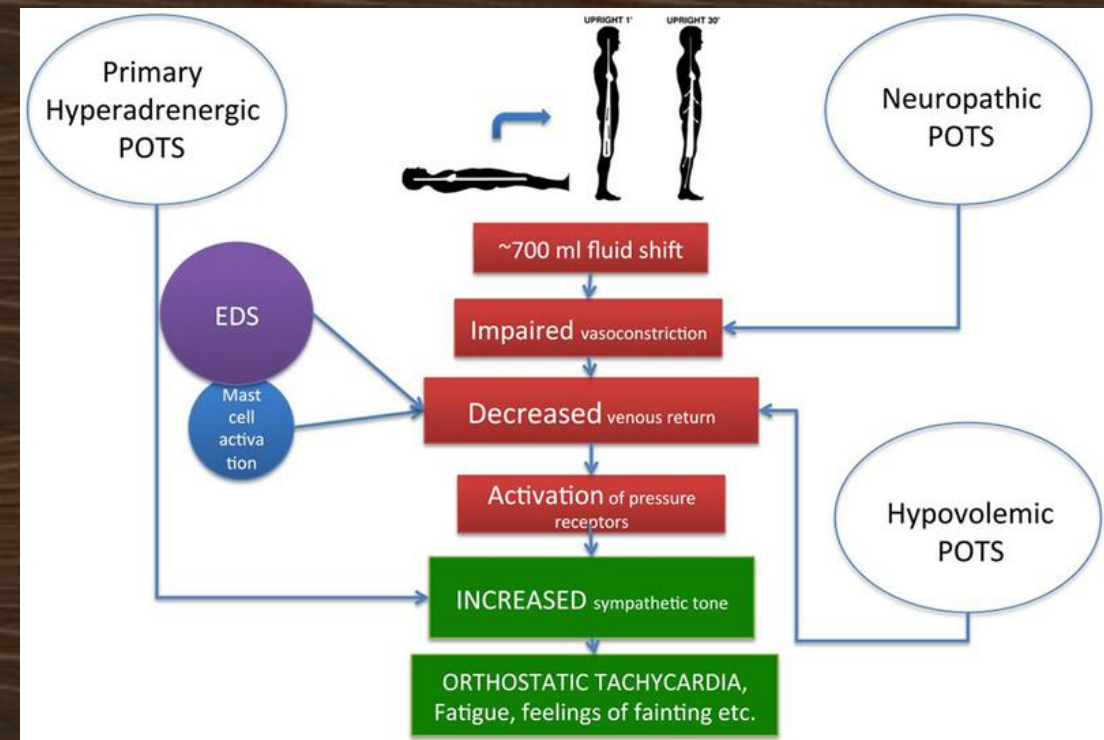 UPRIGHT 1'
UPRIGHT 30'
Primary
Hyperadrenergic
POTS
Neuropathic
POTS
~700 ml fluid shift
EDS
Impaired vasoconstriction
Mast
cell
activa
tion
Decreased venous return
Activation of pressure
receptors
Hypovolemic
POTS
INCREASED sympathetic tone
ORTHOSTATIC TACHYCARDIA,
Fatigue, feelings of fainting etc.